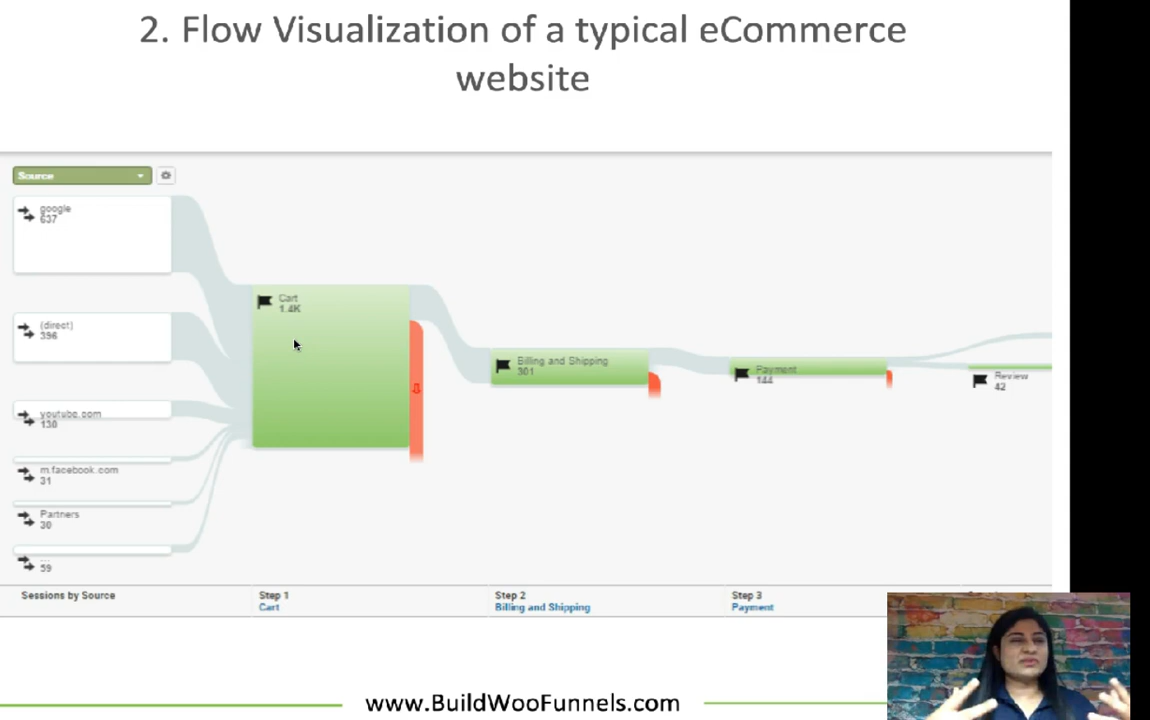 2. Flow Visualization of a typical eCommerce
website
Source
google
637
(direct)
396
youtube.com
130
m.facebook.com
31
Partners
30
...
59
Cart
1.4K
Billing and Shipping
301
Payment
144
Review
42
Sessions by Source
Step 1
Cart
Step 2
Billing and Shipping
Step 3
Payment
www.BuildWooFunnels.com